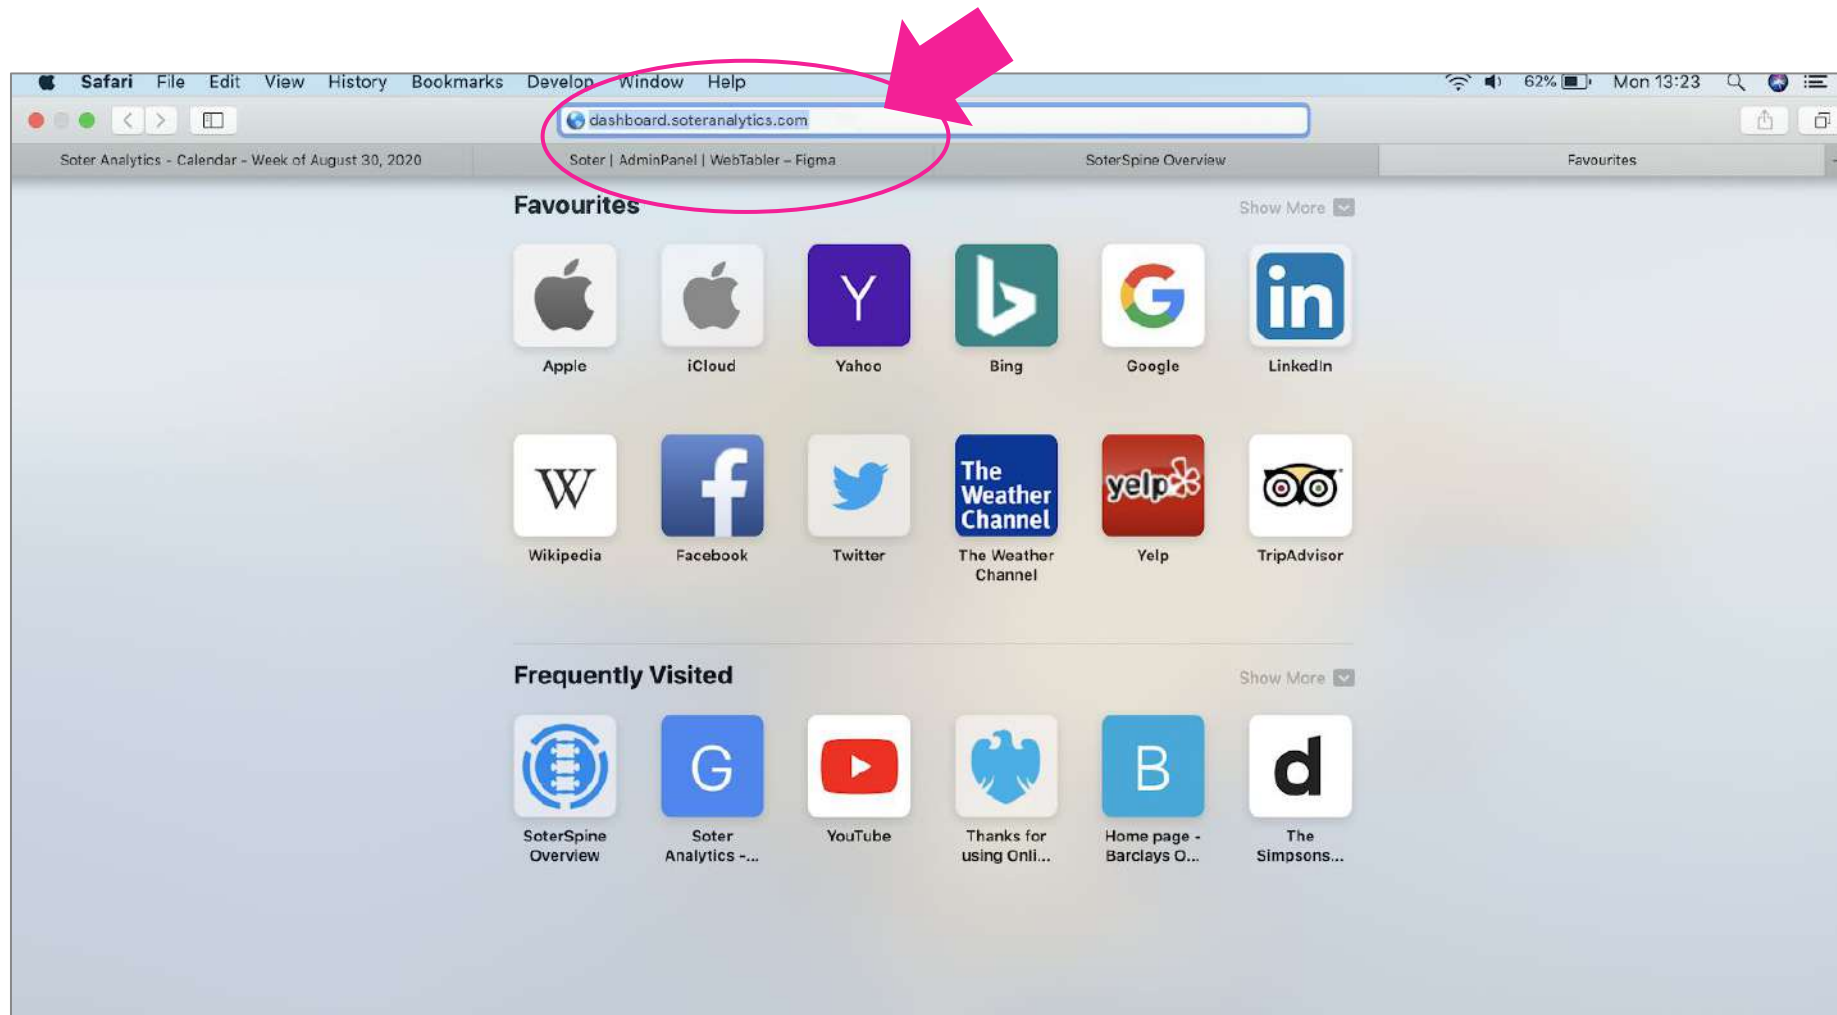 Safari File Edit View History Bookmarks Develop Window Help 62% Mon 13:23
dashboard.soteranalytics.com
Soter Analytics - Calendar - Week of August 30, 2020 Soter | AdminPanel | WebTabler – Figma SoterSpine Overview Favourites
Favourites Show More
Y G in
Apple iCloud Yahoo Bing Google LinkedIn
W f The Weather Channel yelp
Wikipedia Facebook Twitter The Weather Channel Yelp TripAdvisor
Frequently Visited Show More
G B d
SoterSpine Overview Soter Analytics -... YouTube Thanks for using Onli... Home page - Barclays O... The Simpsons...